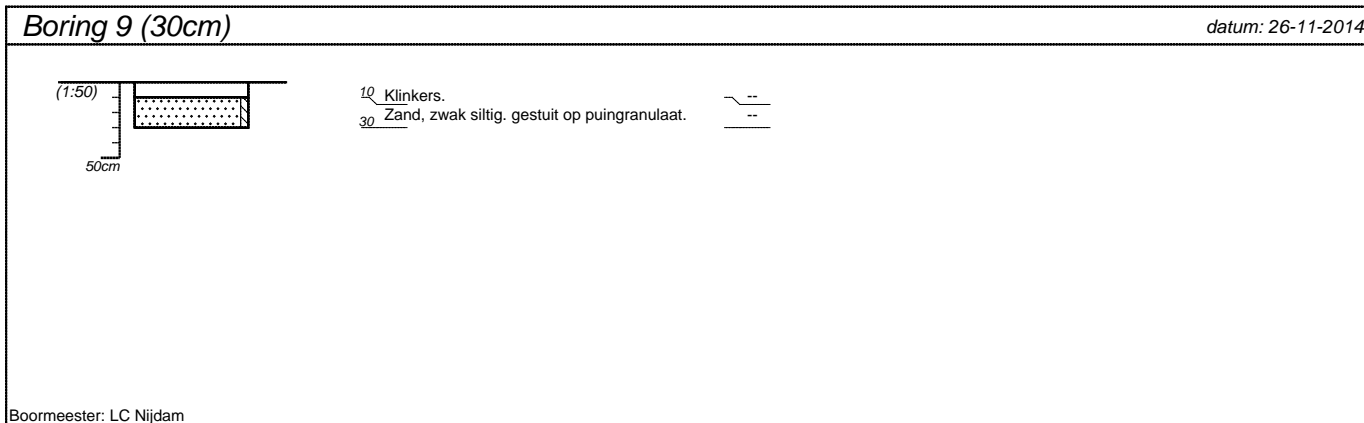 Boring 9 (30cm)
datum: 26-11-2014
(1:50)
10 Klinkers. --
30 Zand, zwak siltig. gestuit op puingranulaat. --
50cm
Boormeester: LC Nijdam